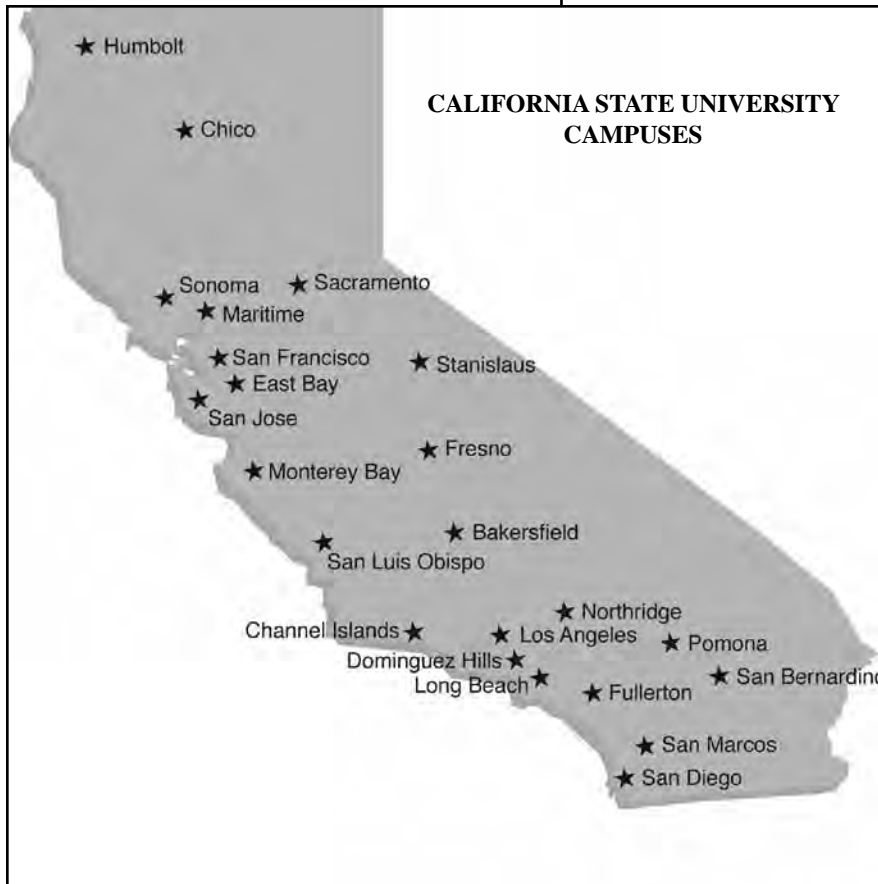 Humbolt
CALIFORNIA STATE UNIVERSITY
CAMPUSES
Chico
Sonoma
Sacramento
Maritime
San Francisco
Stanislaus
East Bay
San Jose
Fresno
Monterey Bay
Bakersfield
San Luis Obispo
Northridge
Channel Islands
Los Angeles
Pomona
Dominguez Hills
Long Beach
San Bernardino
Fullerton
San Marcos
San Diego